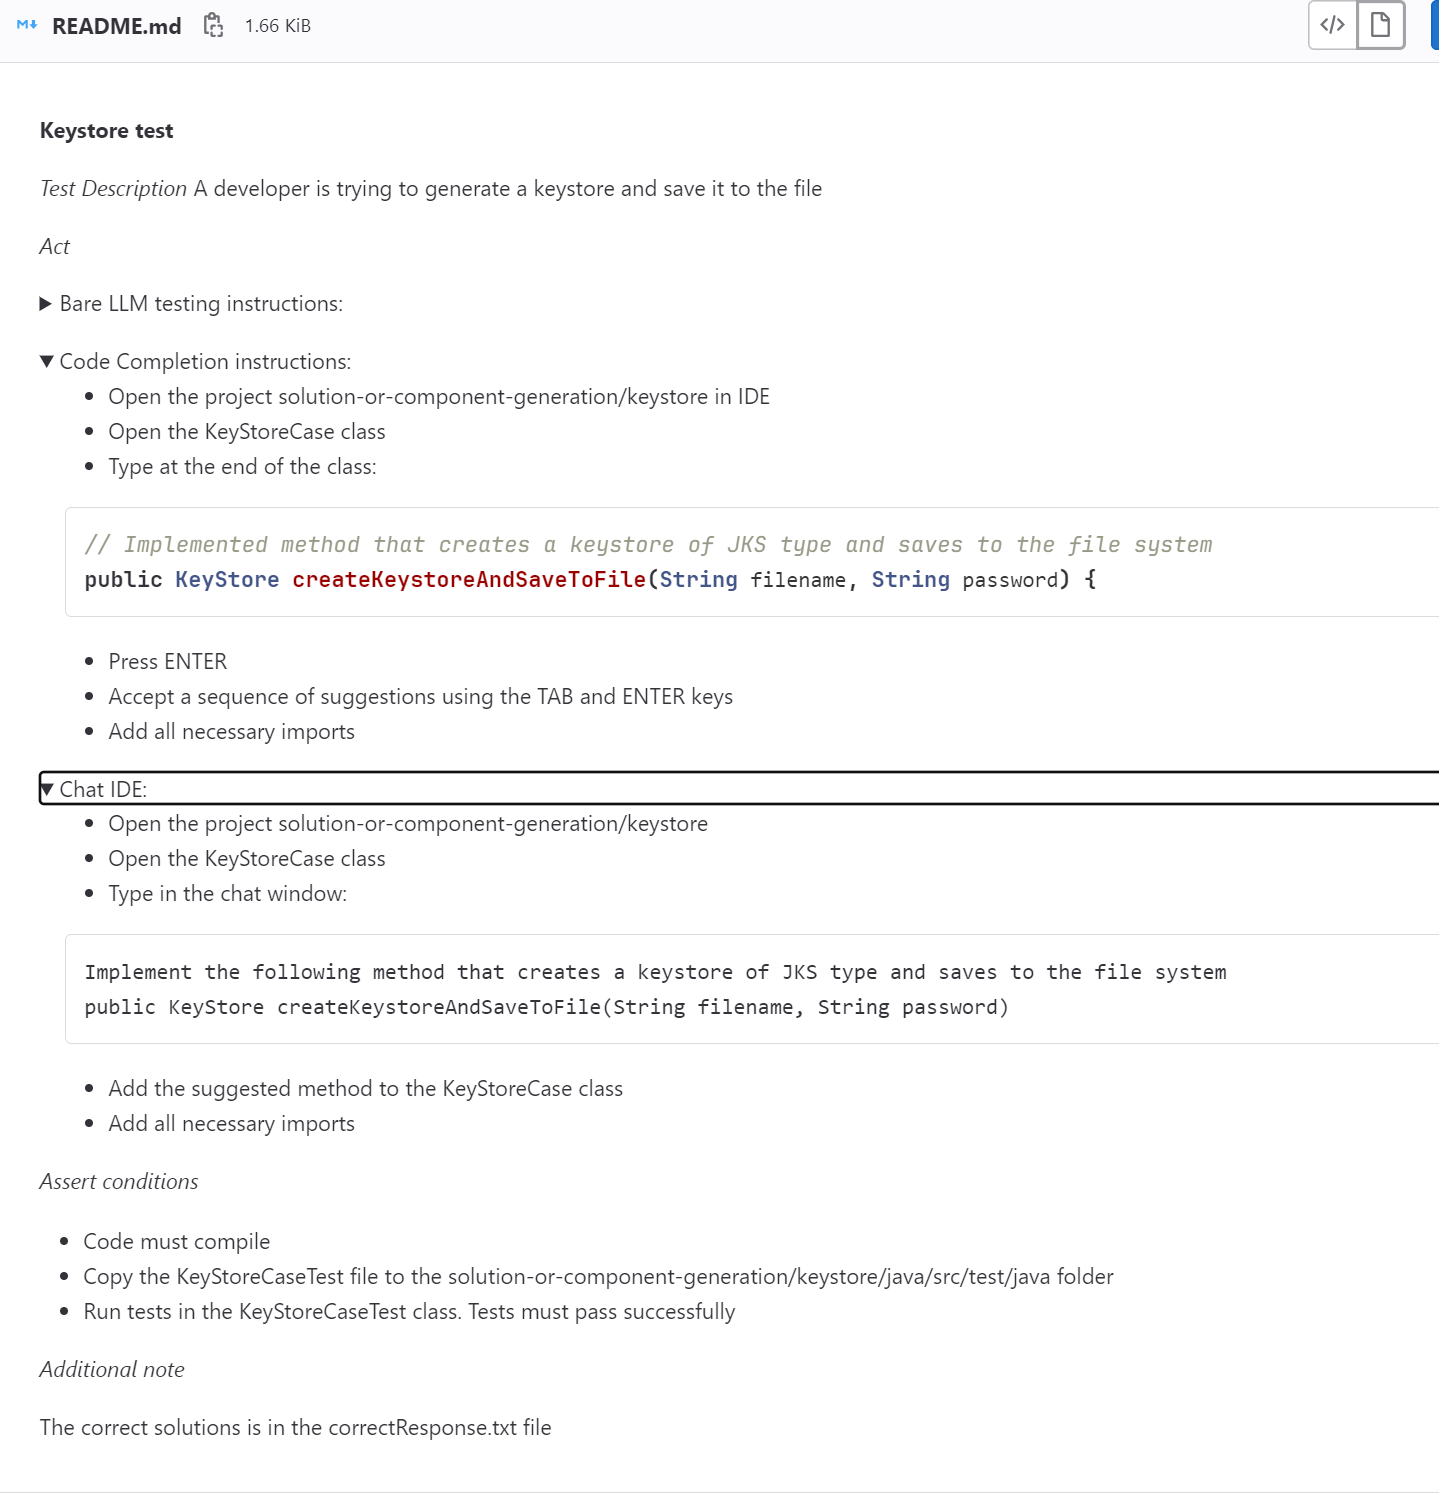 README.md 1.66 KiB
Keystore test
Test Description A developer is trying to generate a keystore and save it to the file
Act
Bare LLM testing instructions:
Code Completion instructions:
Open the project solution-or-component-generation/keystore in IDE
Open the KeyStoreCase class
Type at the end of the class:
// Implemented method that creates a keystore of JKS type and saves to the file system
public KeyStore createKeystoreAndSaveToFile(String filename, String password) {
Press ENTER
Accept a sequence of suggestions using the TAB and ENTER keys
Add all necessary imports
Chat IDE:
Open the project solution-or-component-generation/keystore
Open the KeyStoreCase class
Type in the chat window:
Implement the following method that creates a keystore of JKS type and saves to the file system
public KeyStore createKeystoreAndSaveToFile(String filename, String password)
Add the suggested method to the KeyStoreCase class
Add all necessary imports
Assert conditions
Code must compile
Copy the KeyStoreCaseTest file to the solution-or-component-generation/keystore/java/src/test/java folder
Run tests in the KeyStoreCaseTest class. Tests must pass successfully
Additional note
The correct solutions is in the correctResponse.txt file